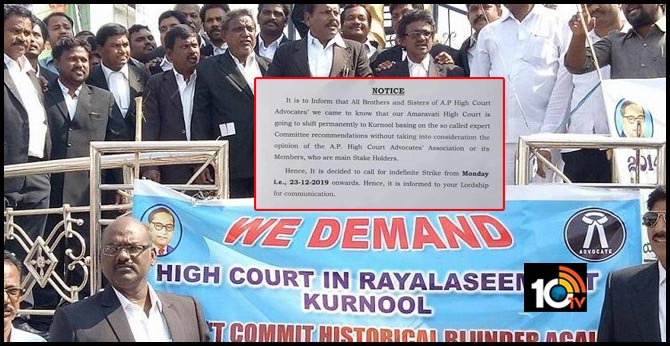 NOTICE
It is to Inform that All Brothers and Sisters of A.P High Court
Advocates' we came to know that our Amaravati High Court is
going to shift permanently to Kurnool basing on the so called expert
Committee recommendations without taking into consideration the
opinion of the A.P. High Court Advocates' Association or its
Members, who are main Stake Holders.
Hence, It is decided to call for indefinite Strike from Monday
i.e., 23-12-2019 onwards. Hence, it is informed to your Lordship
for communication.
WE DEMAND
HIGH COURT IN RAYALASEEM
KURNOOL
COMMIT HISTORICAL BLUNDER AGAI
ADVOCATE
10tv